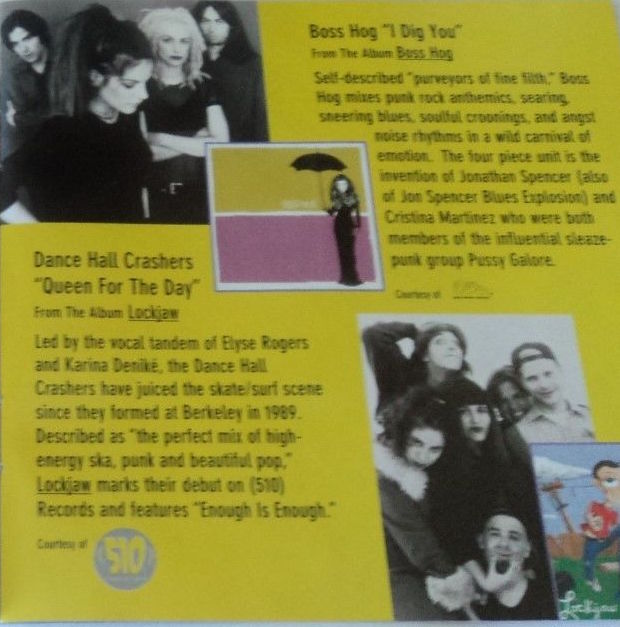 Boss Hog "I Dig You"
From The Album Boss Hog
Self-described "purveyors of fine filth," Boss
Hog mixes punk rock anthemics, searing,
sneering blues, soulful croonings, and angst
noise rhythms in a wild carnival of
emotion. The four piece unit is the
invention of Jonathan Spencer (also
of Jon Spencer Blues Explosion) and
Cristina Martinez who were both
members of the influential sleaze-
punk group Pussy Galore.
Courtesy of
Dance Hall Crashers
"Queen For The Day"
From The Album Lockjaw
Led by the vocal tandem of Elyse Rogers
and Karina Deniké, the Dance Hall
Crashers have juiced the skate/surf scene
since they formed at Berkeley in 1989.
Described as "the perfect mix of high-
energy ska, punk and beautiful pop,"
Lockjaw marks their debut on (510)
Records and features "Enough Is Enough."
Courtesy of 510
Lockjaw